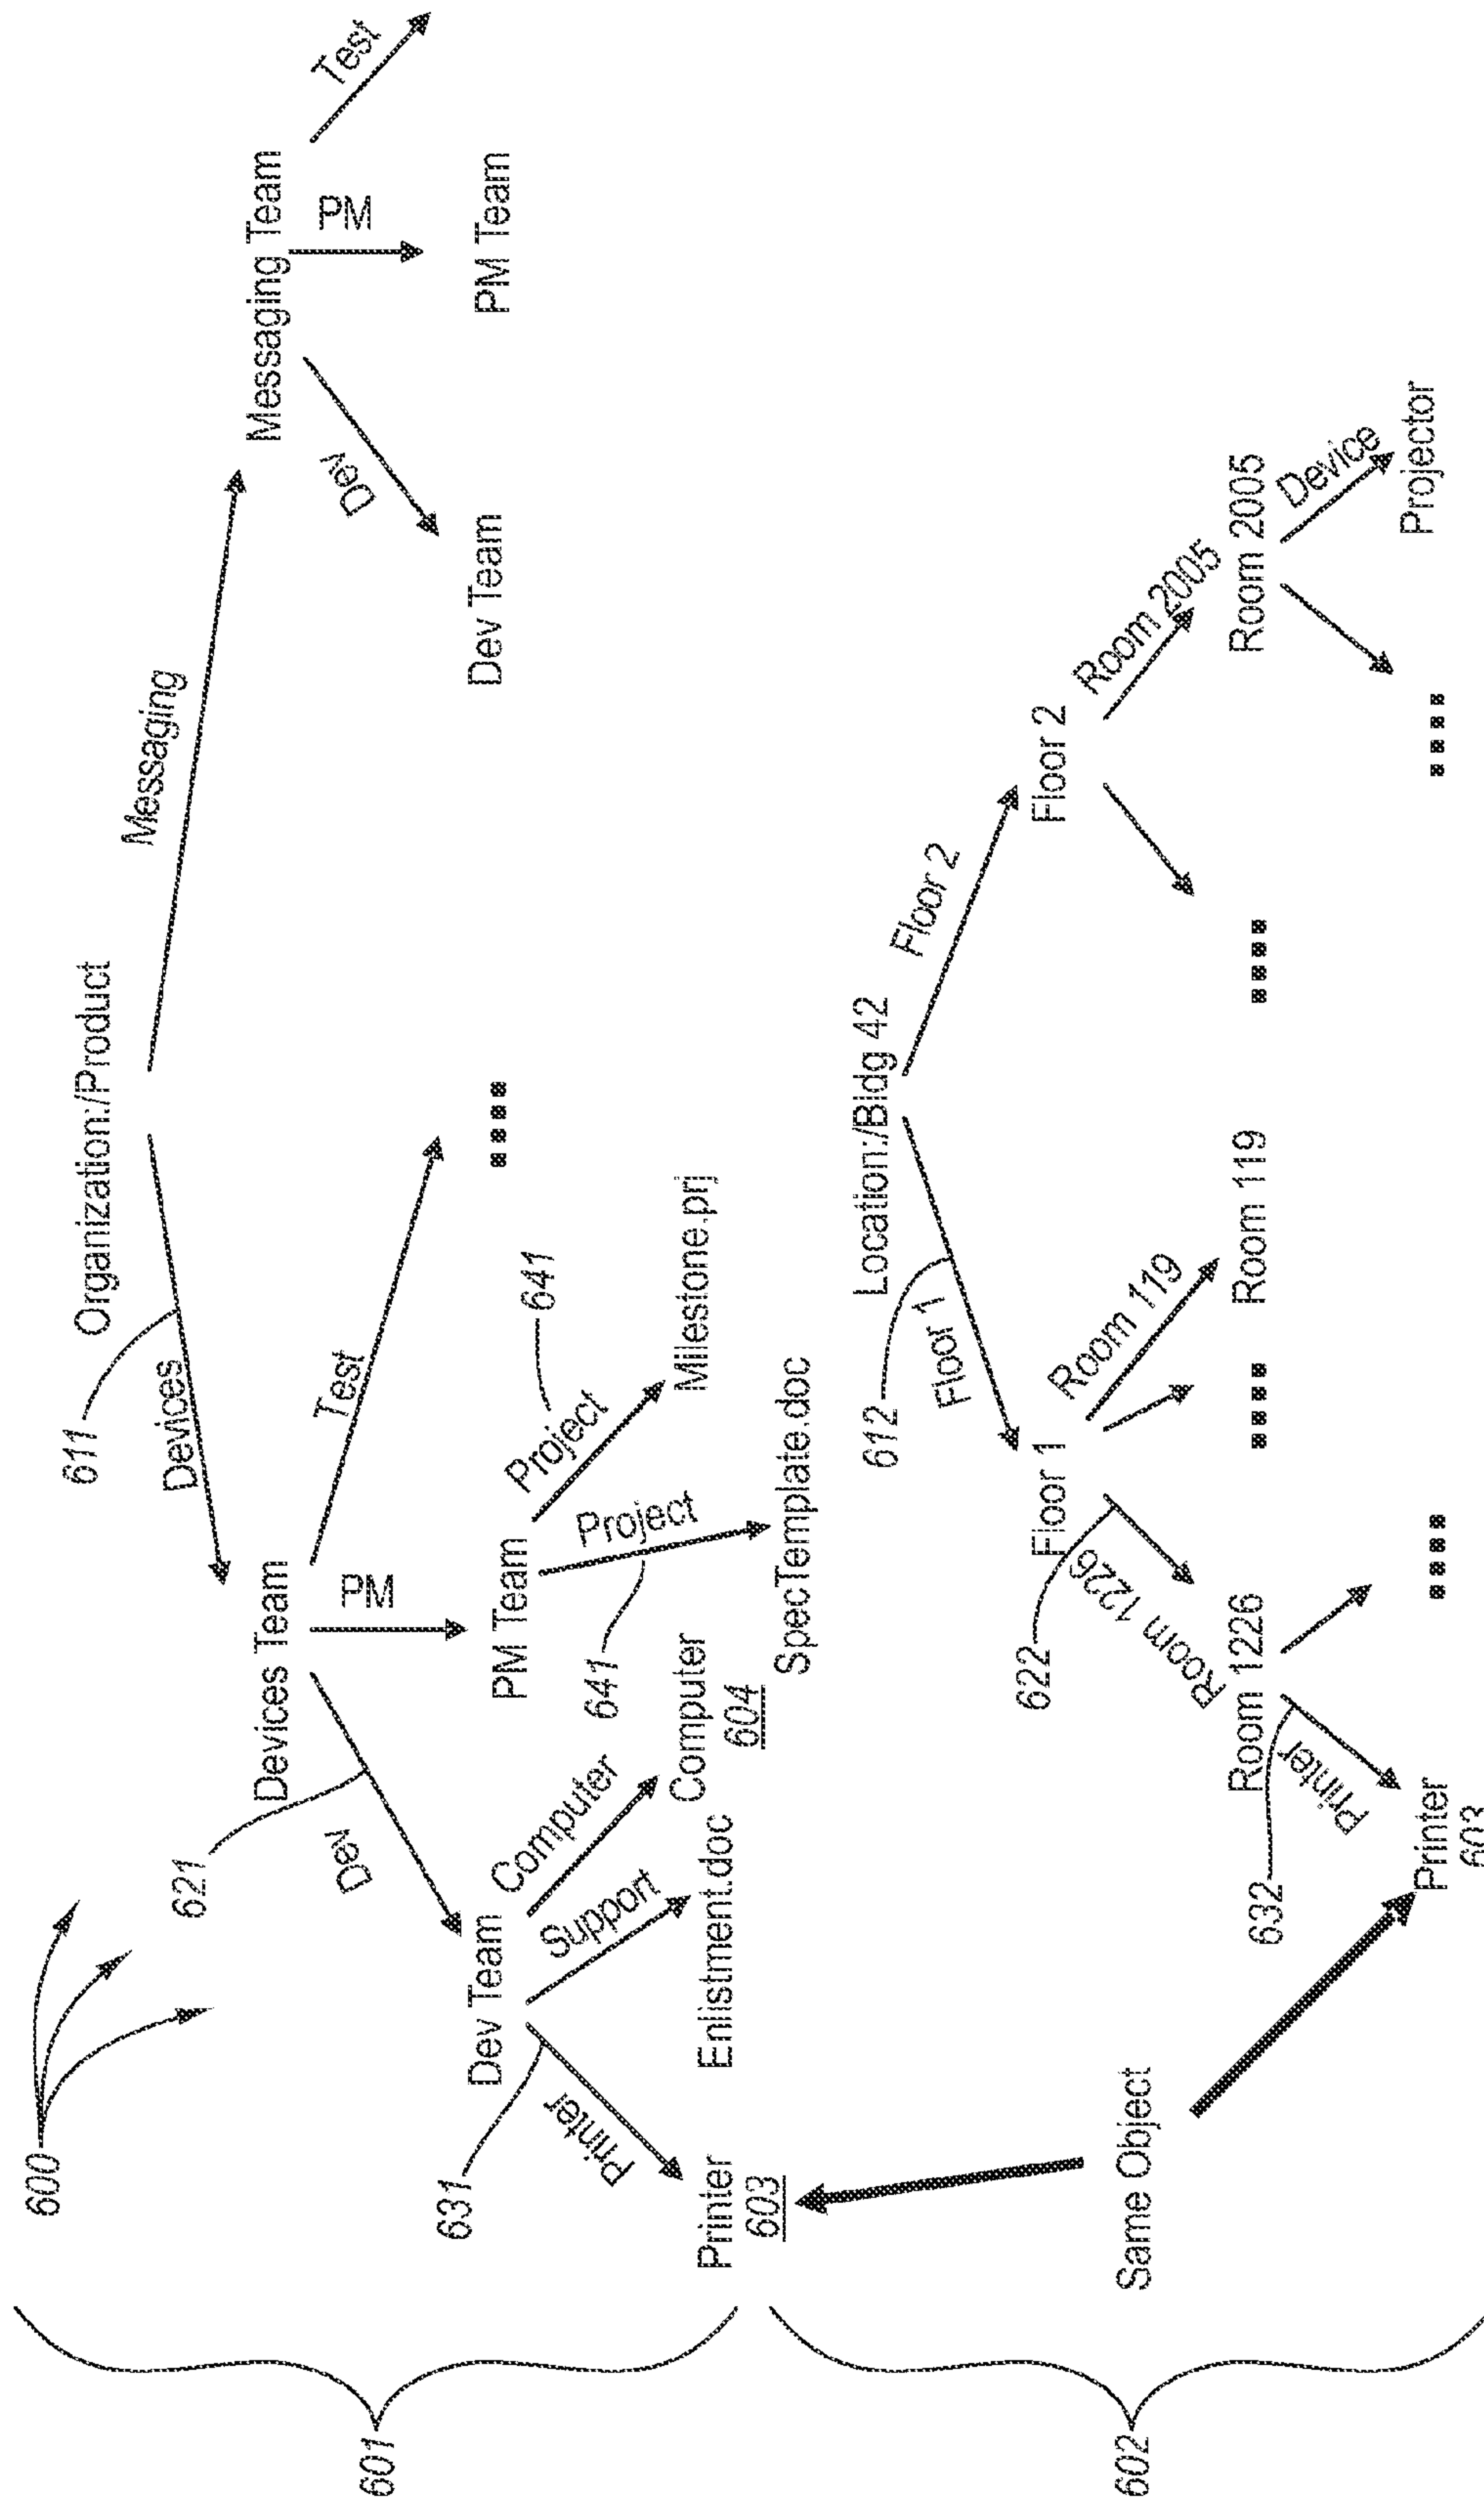 600
601
Organization:/Product
611
Devices
Messaging
Devices Team
Messaging Team
621
Dev
PM
Test
Dev
PM
Test
Dev Team
PM Team
Dev Team
PM Team
631
Printer
Support
Computer
Project
Project
641
641
Printer
603
Enlistment.doc
Computer
604
SpecTemplate.doc
Milestone.prj
602
Location:/Bldg 42
612
Floor 1
Floor 2
Floor 1
Floor 2
622
Room 1226
Room 119
Room 2005
Same Object
Room 1226
Room 119
Room 2005
632
Printer
Device
Printer
603
Projector